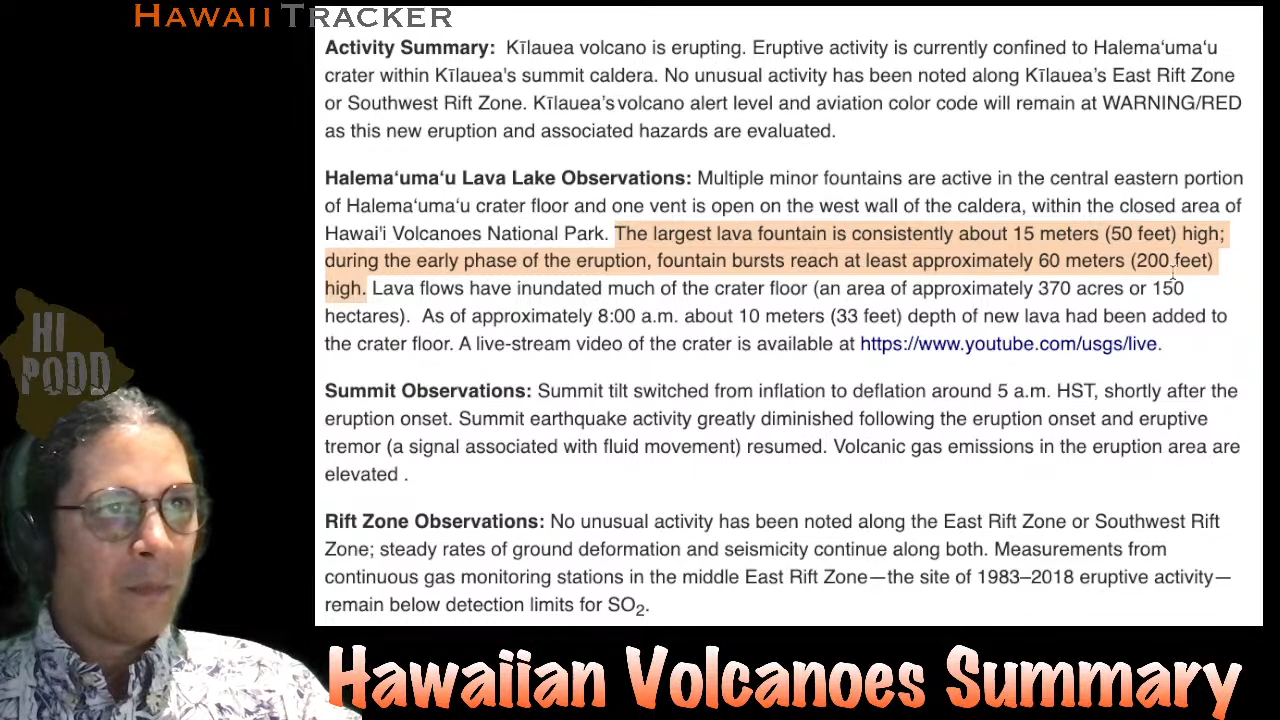 HAWAII TRACKER
Activity Summary: Kīlauea volcano is erupting. Eruptive activity is currently confined to Halemaʻumaʻu
crater within Kīlauea's summit caldera. No unusual activity has been noted along Kīlauea’s East Rift Zone
or Southwest Rift Zone. Kīlauea’s volcano alert level and aviation color code will remain at WARNING/RED
as this new eruption and associated hazards are evaluated.
Halemaʻumaʻu Lava Lake Observations: Multiple minor fountains are active in the central eastern portion
of Halemaʻumaʻu crater floor and one vent is open on the west wall of the caldera, within the closed area of
Hawai'i Volcanoes National Park. The largest lava fountain is consistently about 15 meters (50 feet) high;
during the early phase of the eruption, fountain bursts reach at least approximately 60 meters (200 feet)
high. Lava flows have inundated much of the crater floor (an area of approximately 370 acres or 150
hectares).  As of approximately 8:00 a.m. about 10 meters (33 feet) depth of new lava had been added to
the crater floor. A live-stream video of the crater is available at https://www.youtube.com/usgs/live.
Summit Observations: Summit tilt switched from inflation to deflation around 5 a.m. HST, shortly after the
eruption onset. Summit earthquake activity greatly diminished following the eruption onset and eruptive
tremor (a signal associated with fluid movement) resumed. Volcanic gas emissions in the eruption area are
elevated .
Rift Zone Observations: No unusual activity has been noted along the East Rift Zone or Southwest Rift
Zone; steady rates of ground deformation and seismicity continue along both. Measurements from
continuous gas monitoring stations in the middle East Rift Zone—the site of 1983–2018 eruptive activity—
remain below detection limits for SO₂.
HI
PODD
Hawaiian Volcanoes Summary